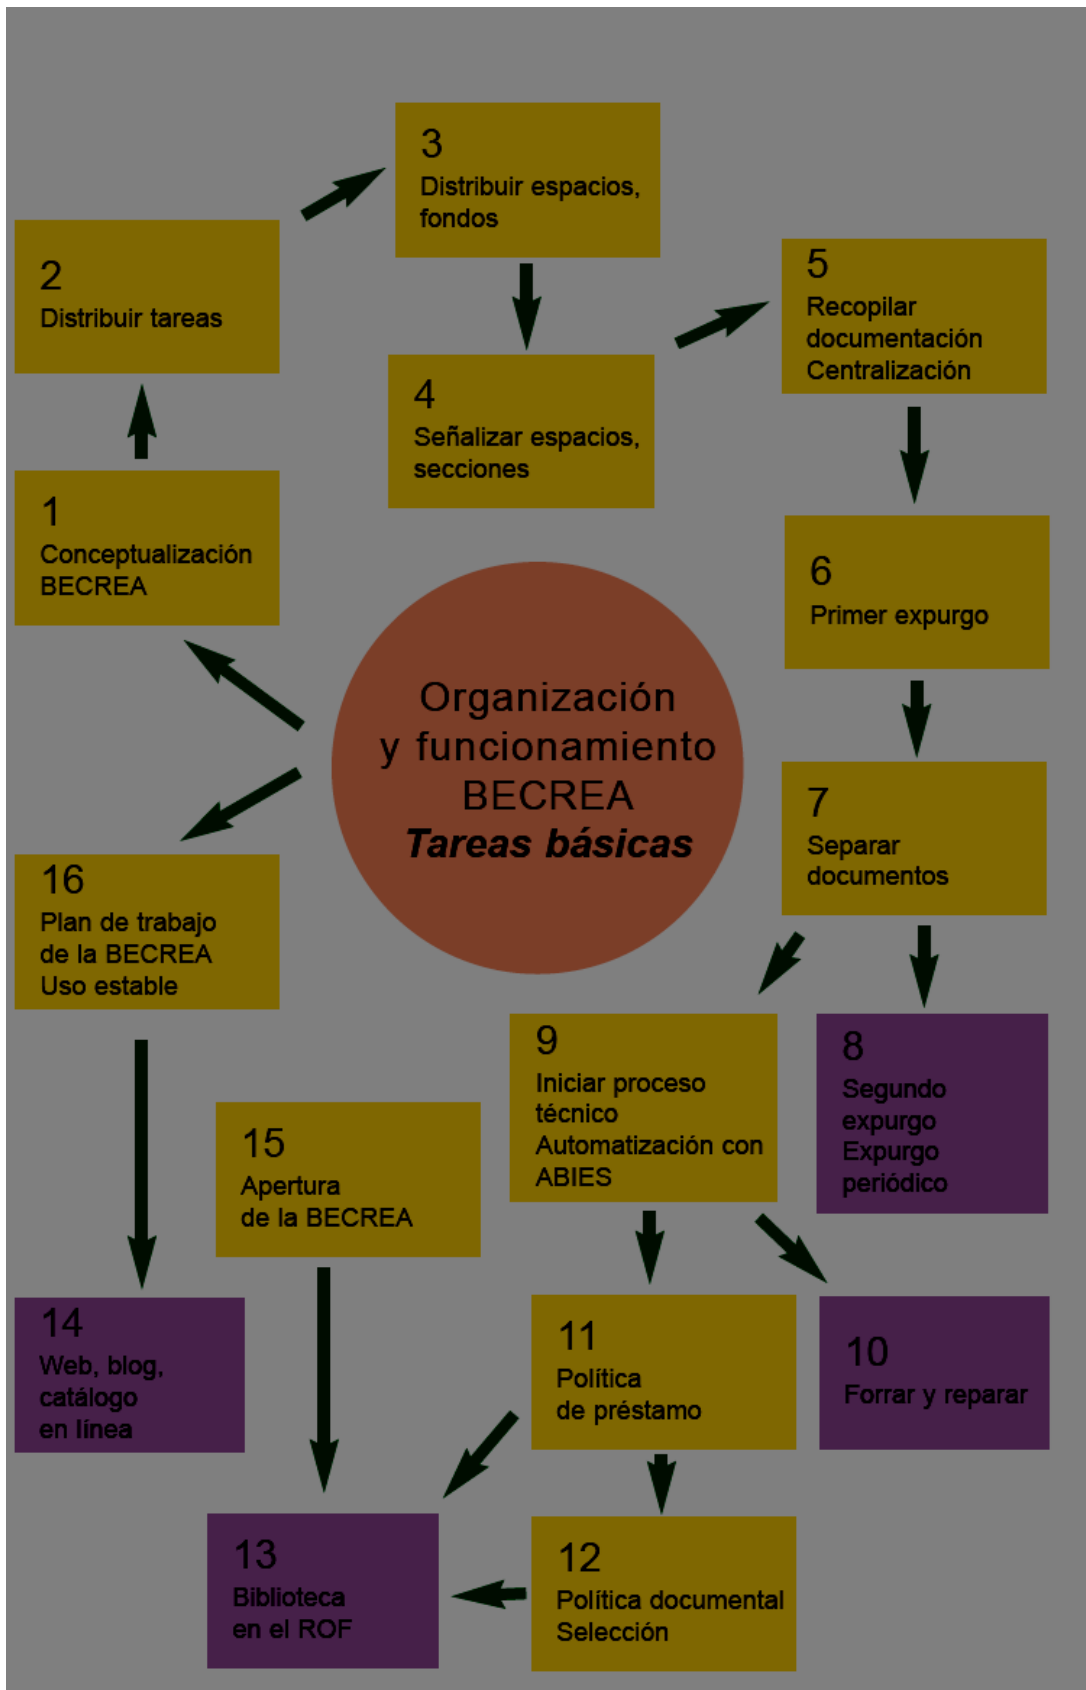 3
Distribuir espacios,
fondos
2
Distribuir tareas
5
Recopilar
documentación
Centralización
4
Señalizar espacios,
secciones
1
Conceptualización
BECREA
6
Primer expurgo
Organización
y funcionamiento
BECREA
Tareas básicas
7
Separar
documentos
16
Plan de trabajo
de la BECREA
Uso estable
9
Iniciar proceso
técnico
Automatización con
ABIES
8
Segundo
expurgo
Expurgo
periódico
15
Apertura
de la BECREA
14
Web, blog,
catálogo
en línea
11
Política
de préstamo
10
Forrar y reparar
13
Biblioteca
en el ROF
12
Política documental
Selección